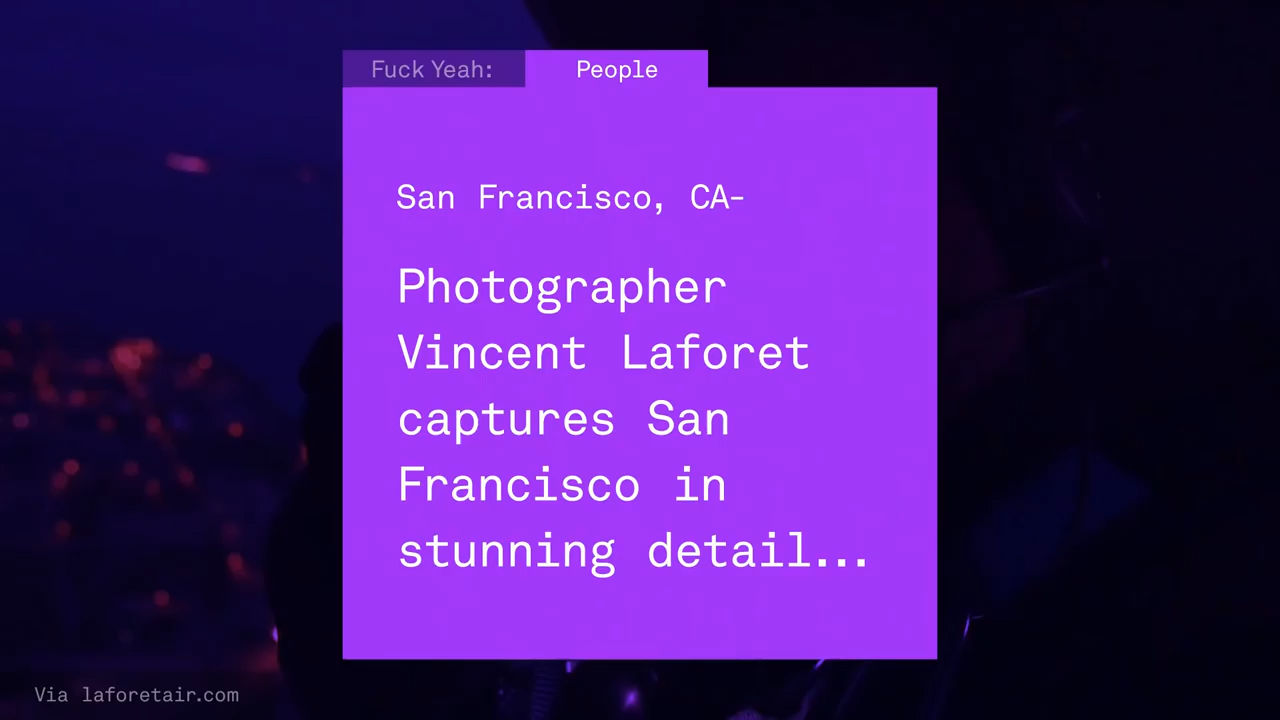 Fuck Yeah: People
San Francisco, CA-
Photographer
Vincent Laforet
captures San
Francisco in
stunning detail...
Via laforetair.com